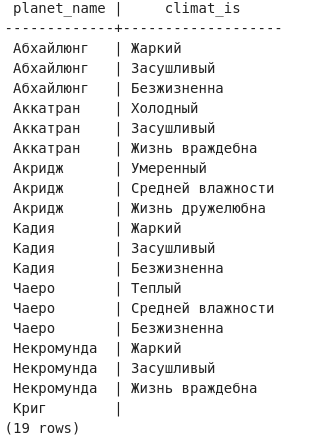 planet_name |     climat_is
-------------+-------------------
 Абхайлюнг   | Жаркий
 Абхайлюнг   | Засушливый
 Абхайлюнг   | Безжизненна
 Аккатран    | Холодный
 Аккатран    | Засушливый
 Аккатран    | Жизнь враждебна
 Акридж      | Умеренный
 Акридж      | Средней влажности
 Акридж      | Жизнь дружелюбна
 Кадия       | Жаркий
 Кадия       | Засушливый
 Кадия       | Безжизненна
 Чаеро       | Теплый
 Чаеро       | Средней влажности
 Чаеро       | Безжизненна
 Некромунда  | Жаркий
 Некромунда  | Засушливый
 Некромунда  | Жизнь враждебна
 Криг        |
(19 rows)